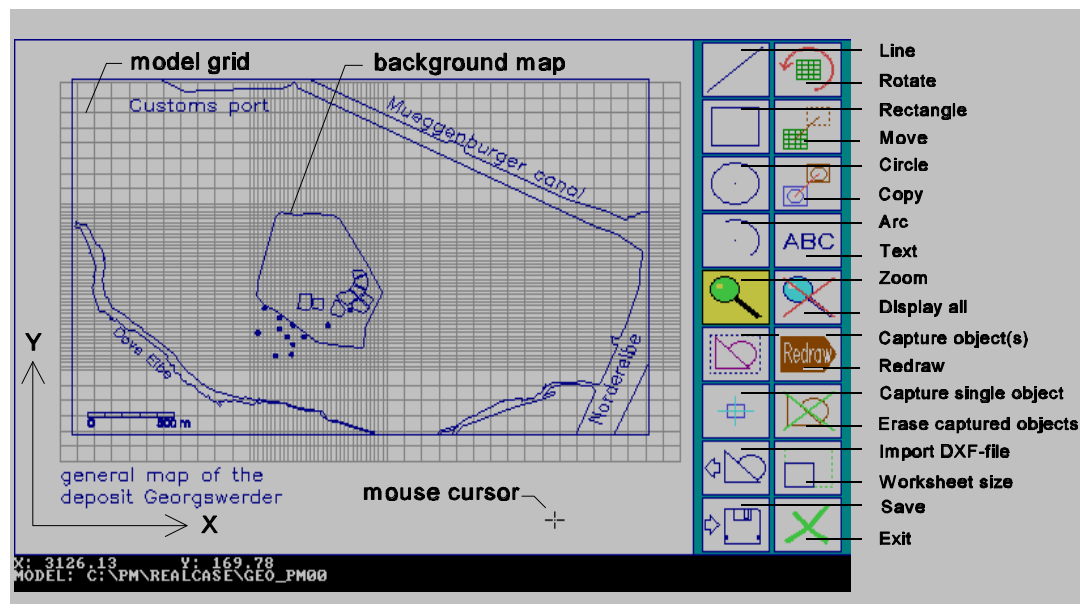 model grid
background map
Customs port
Mueggenburger canal
Dove Elbe
Norderelbe
Y
0 500 m
general map of the
deposit Georgswerder
X
mouse cursor
ABC
Redraw
Line
Rotate
Rectangle
Move
Circle
Copy
Arc
Text
Zoom
Display all
Capture object(s)
Redraw
Capture single object
Erase captured objects
Import DXF-file
Worksheet size
Save
Exit
X: 3126.13 Y: 169.78
MODEL: C:\PM\REALCASE\GEO_PM00